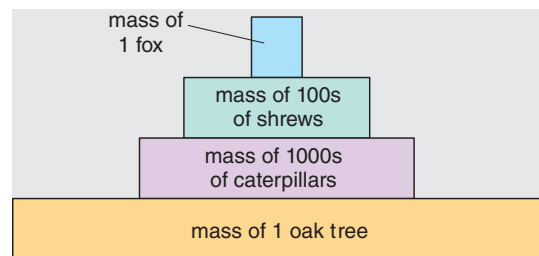 mass of
1 fox
mass of 100s
of shrews
mass of 1000s
of caterpillars
mass of 1 oak tree